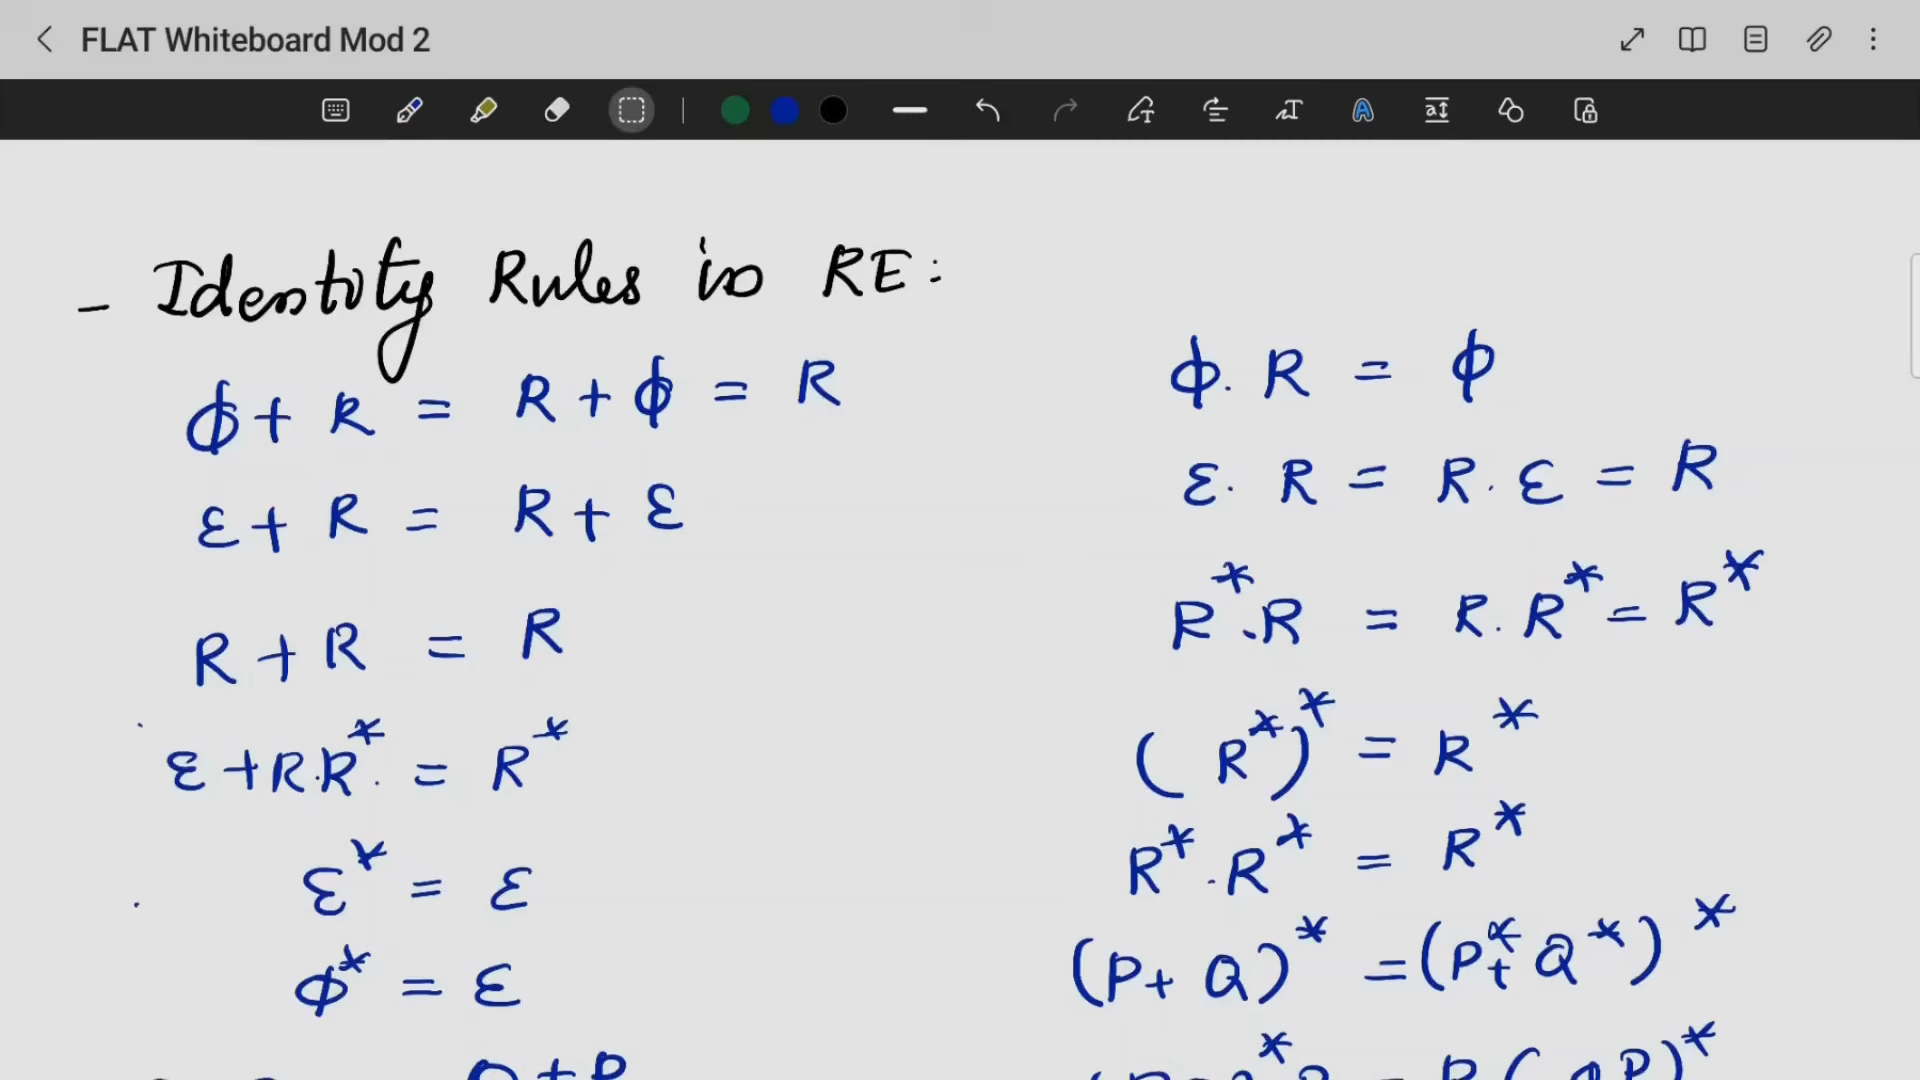 FLAT Whiteboard Mod 2
- Identity Rules in RE:
ϕ + R = R + ϕ = R
ε + R = R + ε
R + R = R
ε + R.R* = R*
ε* = ε
ϕ* = ε
Q + P
ϕ. R = ϕ
ε. R = R. ε = R
R*.R = R. R* = R*
(R*)* = R*
R*.R* = R*
(P + Q)* = (P* + Q*)*